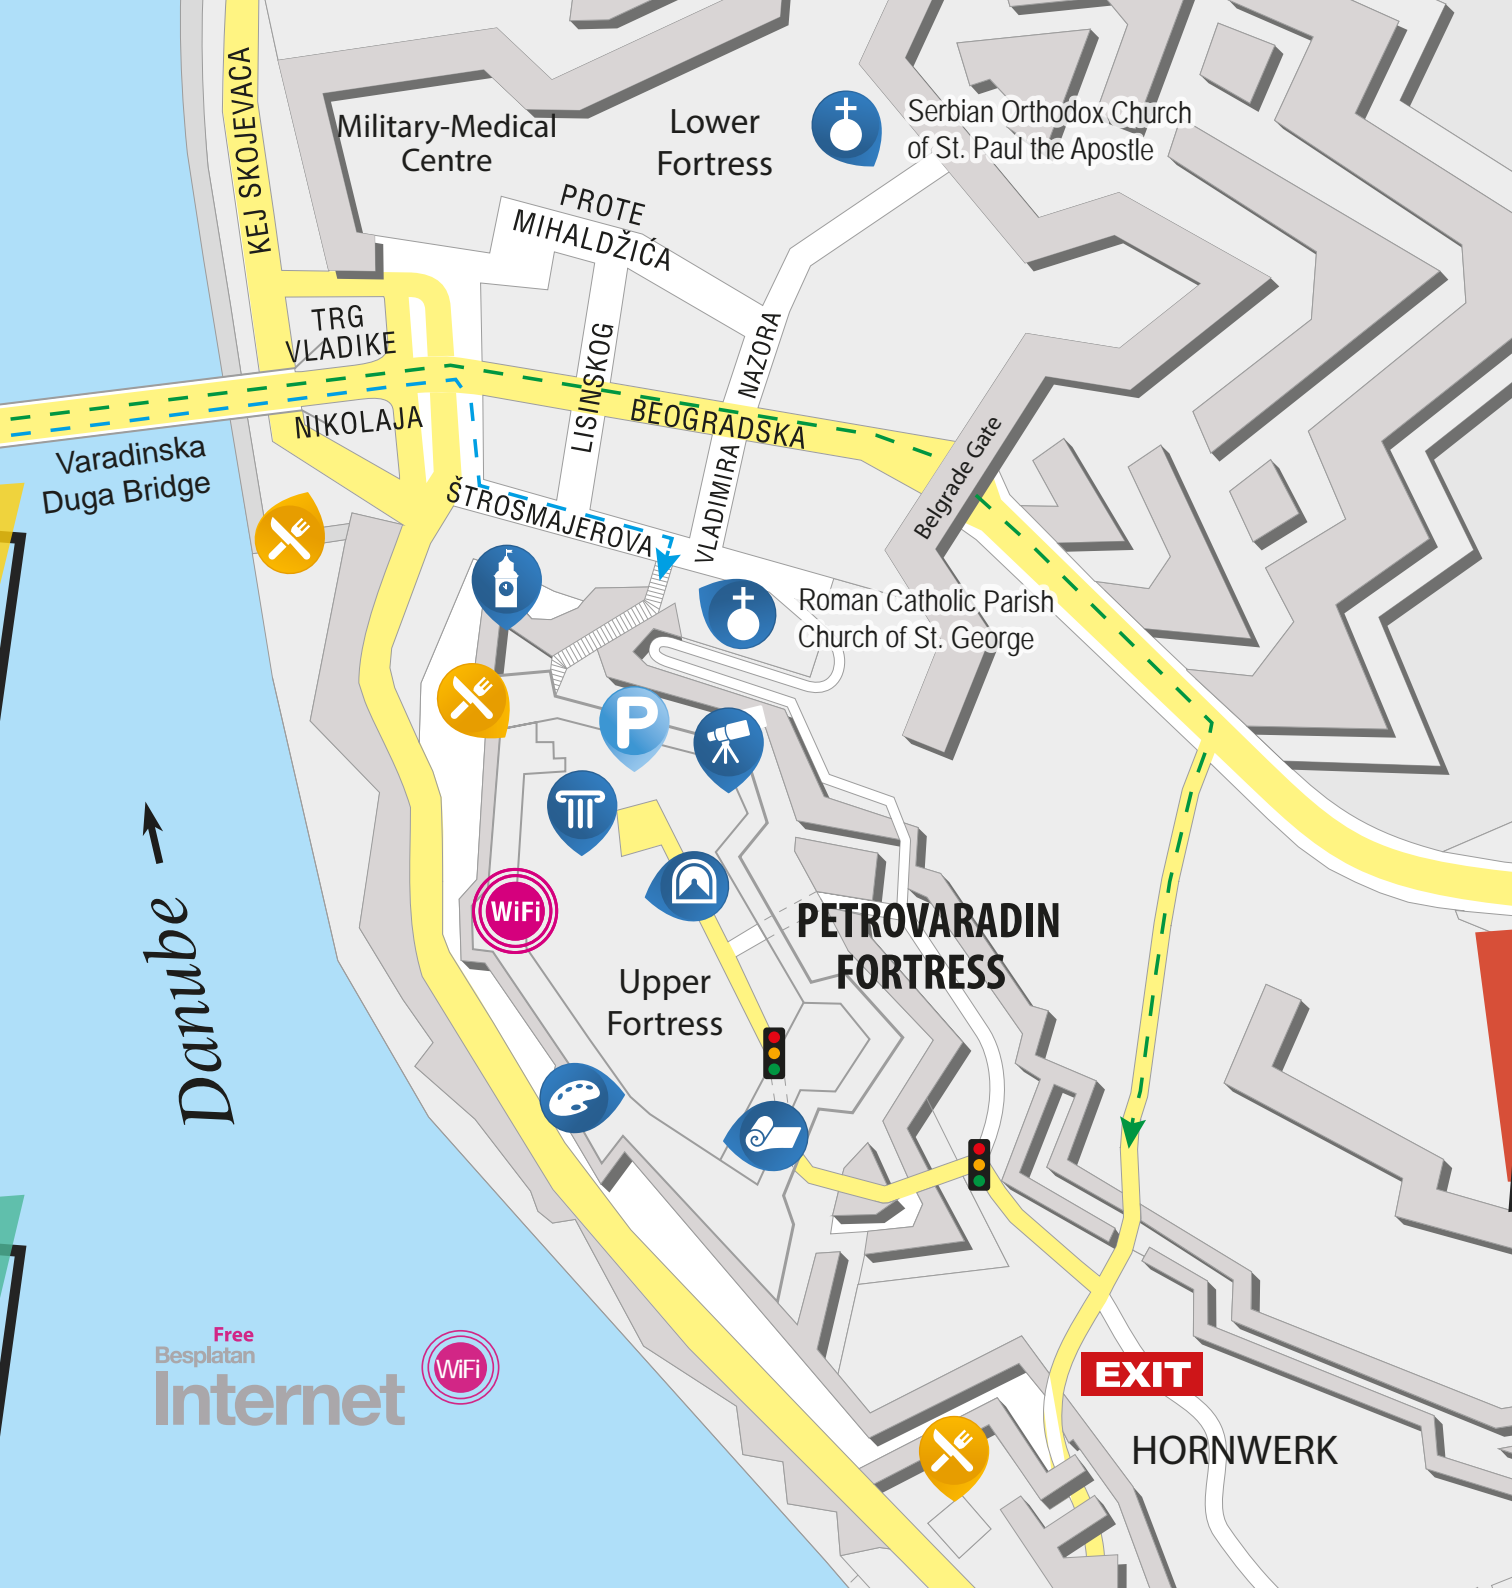 KEJ SKOJEVACA
Military-Medical
Centre
Lower
Fortress
Serbian Orthodox Church
of St. Paul the Apostle
PROTE
MIHALDŽIĆA
TRG
VLADIKE
NIKOLAJA
LISINSKOG
VLADIMIRA NAZORA
BEOGRADSKA
Belgrade Gate
Varadinska
Duga Bridge
ŠTROSMAJEROVA
Roman Catholic Parish
Church of St. George
P
WiFi
PETROVARADIN
FORTRESS
Upper
Fortress
Danube
Free
Besplatan
Internet
WiFi
EXIT
HORNWERK